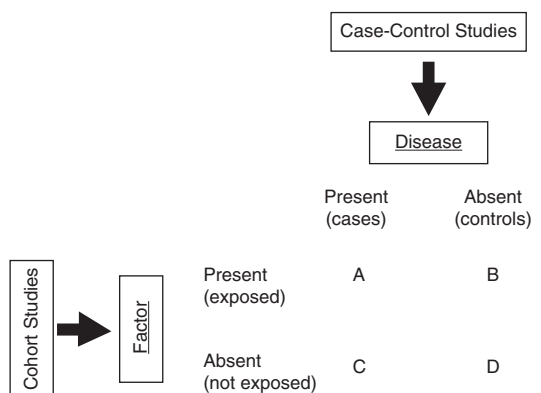 Case-Control Studies
Disease
Present Absent
(cases) (controls)
Cohort Studies
Factor
Present A B
(exposed)
Absent C D
(not exposed)